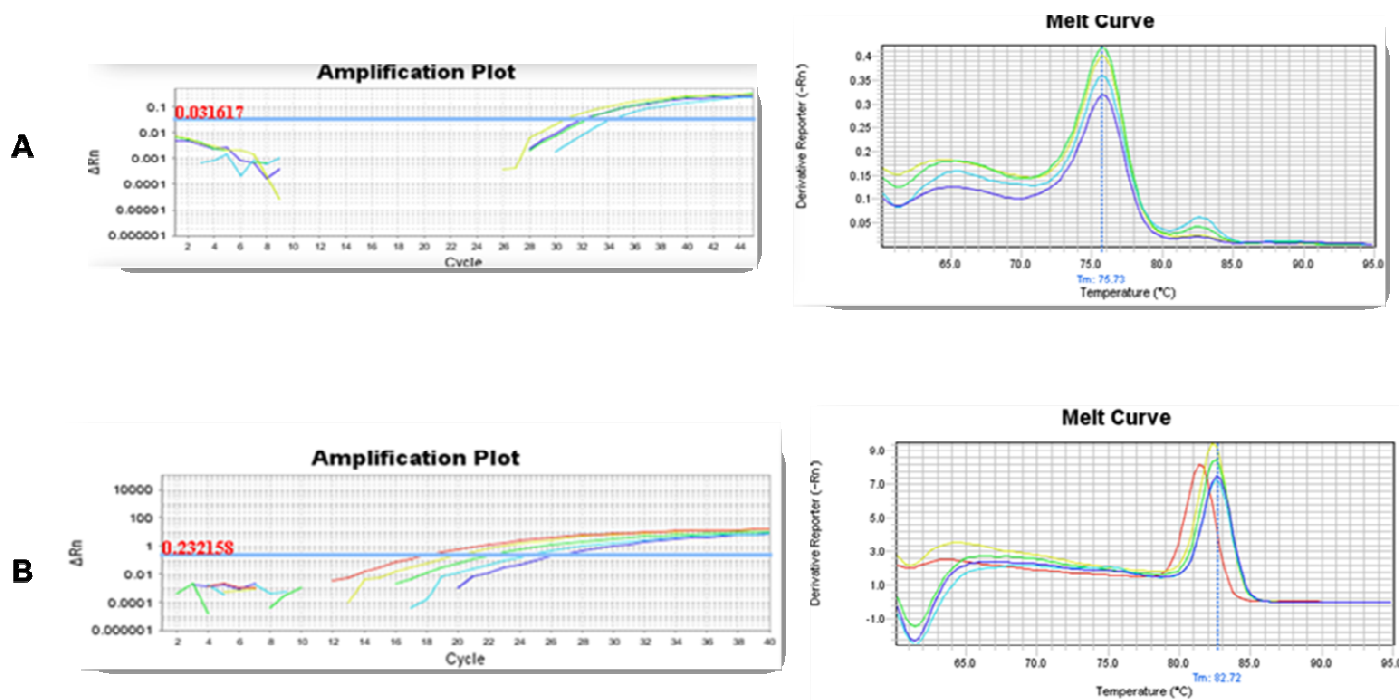 A
Amplification Plot
0.031617
0.1
0.01
0.001
0.0001
0.00001
0.000001
ΔRn
2 4 6 8 10 12 14 16 18 20 22 24 26 28 30 32 34 36 38 40 42 44
Cycle
Melt Curve
0.4
0.35
0.3
0.25
0.2
0.15
0.1
0.05
Derivative Reporter (-Rn')
65.0 70.0 75.0 80.0 85.0 90.0 95.0
Tm: 75.73
Temperature (°C)
B
Amplification Plot
10000
100
1
0.232158
0.01
0.0001
0.000001
ΔRn
2 4 6 8 10 12 14 16 18 20 22 24 26 28 30 32 34 36 38 40
Cycle
Melt Curve
9.0
7.0
5.0
3.0
1.0
-1.0
Derivative Reporter (-Rn')
65.0 70.0 75.0 80.0 85.0 90.0 95.0
Tm: 82.72
Temperature (°C)